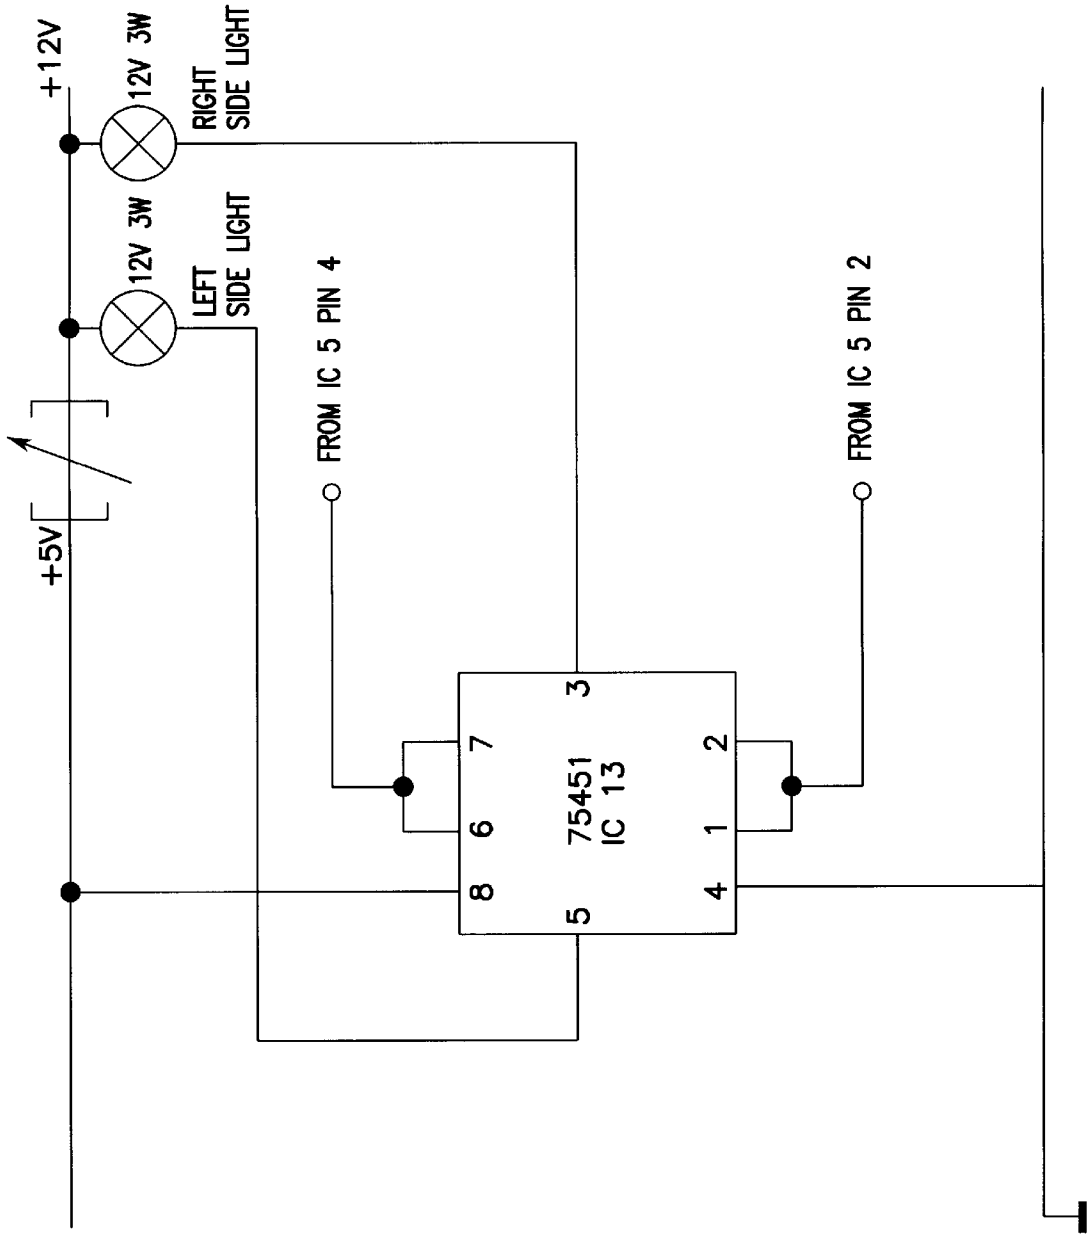 +5V
+12V
12V 3W
LEFT
SIDE LIGHT
12V 3W
RIGHT
SIDE LIGHT
FROM IC 5 PIN 4
8
6
7
5
75451
IC 13
3
4
1
2
FROM IC 5 PIN 2